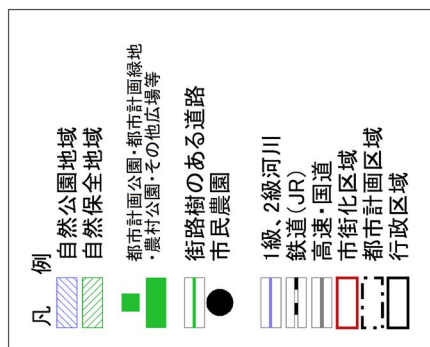 凡　例
自然公園地域
自然保全地域
都市計画公園・都市計画緑地
・農村公園・その他広場等
街路樹のある道路
市民農園
1級、2級河川
鉄道(JR)
高速・国道
市街化区域
都市計画区域
行政区域